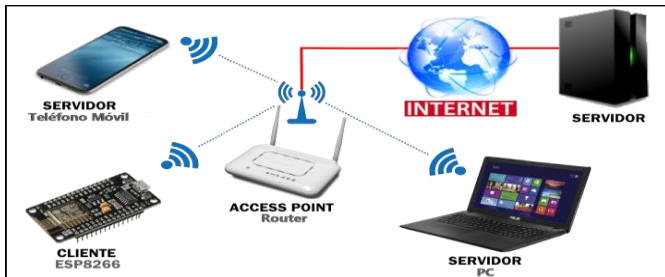 SERVIDOR
Teléfono Móvil
INTERNET
SERVIDOR
ACCESS POINT
Router
CLIENTE
ESP8266
SERVIDOR
PC